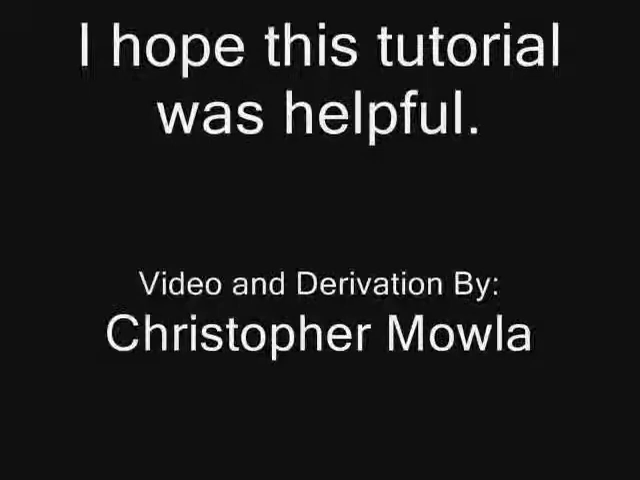 I hope this tutorial
was helpful.
Video and Derivation By:
Christopher Mowla